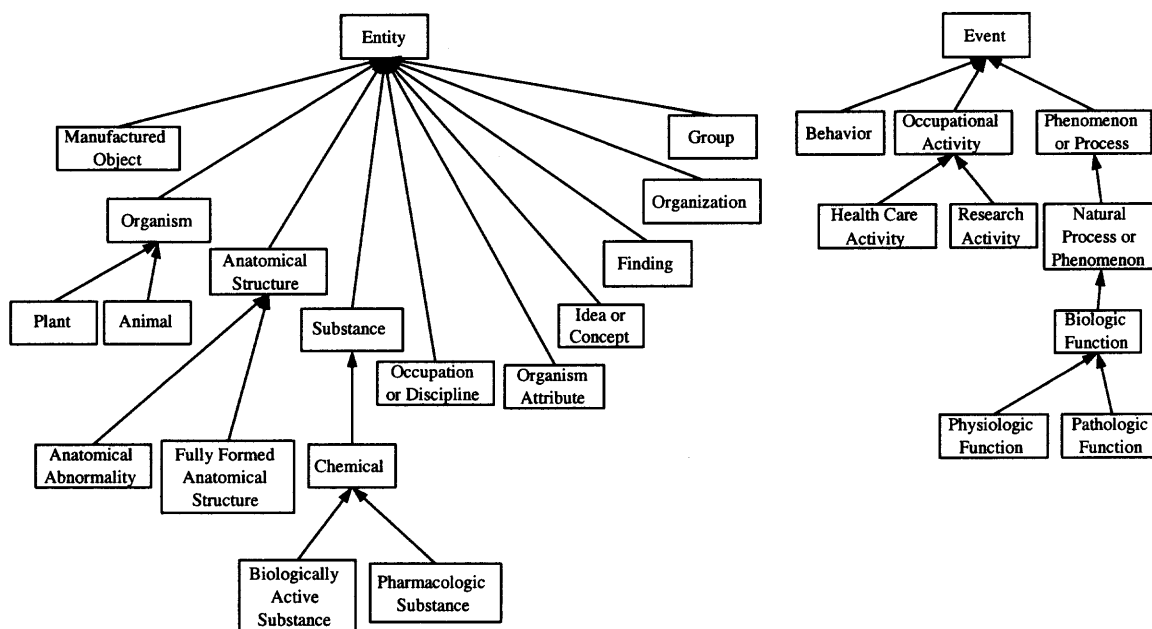 Entity
Event
Manufactured
Object
Group
Behavior
Occupational
Activity
Phenomenon
or Process
Organism
Organization
Health Care
Activity
Research
Activity
Natural
Process or
Phenomenon
Anatomical
Structure
Finding
Plant
Animal
Substance
Idea or
Concept
Biologic
Function
Occupation
or Discipline
Organism
Attribute
Physiologic
Function
Pathologic
Function
Anatomical
Abnormality
Fully Formed
Anatomical
Structure
Chemical
Biologically
Active
Substance
Pharmacologic
Substance